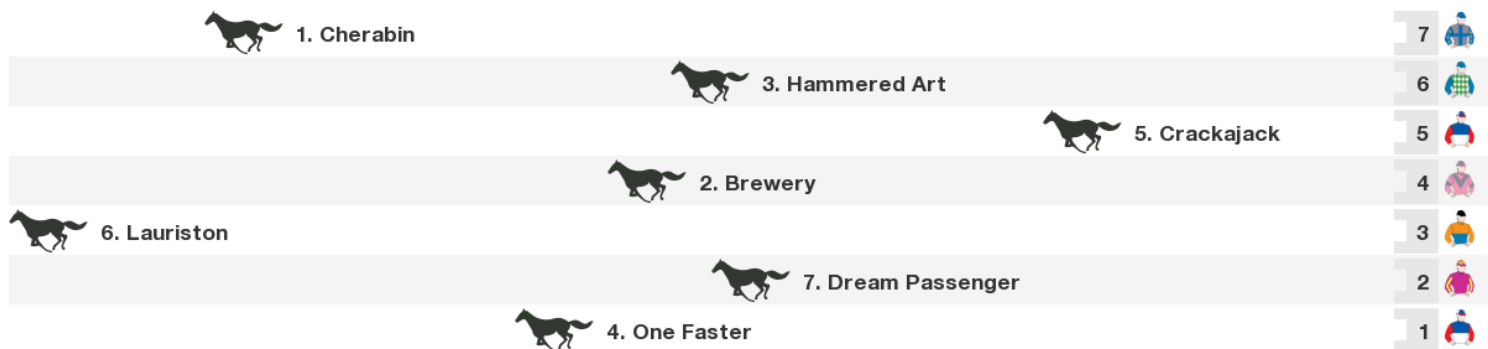 1. Cherabin 7
3. Hammered Art 6
5. Crackajack 5
2. Brewery 4
6. Lauriston 3
7. Dream Passenger 2
4. One Faster 1